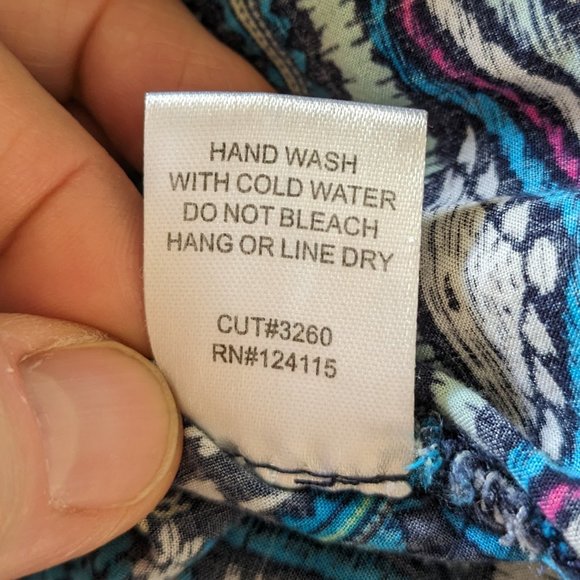 HAND WASH
WITH COLD WATER
DO NOT BLEACH
HANG OR LINE DRY
CUT#3260
RN#124115